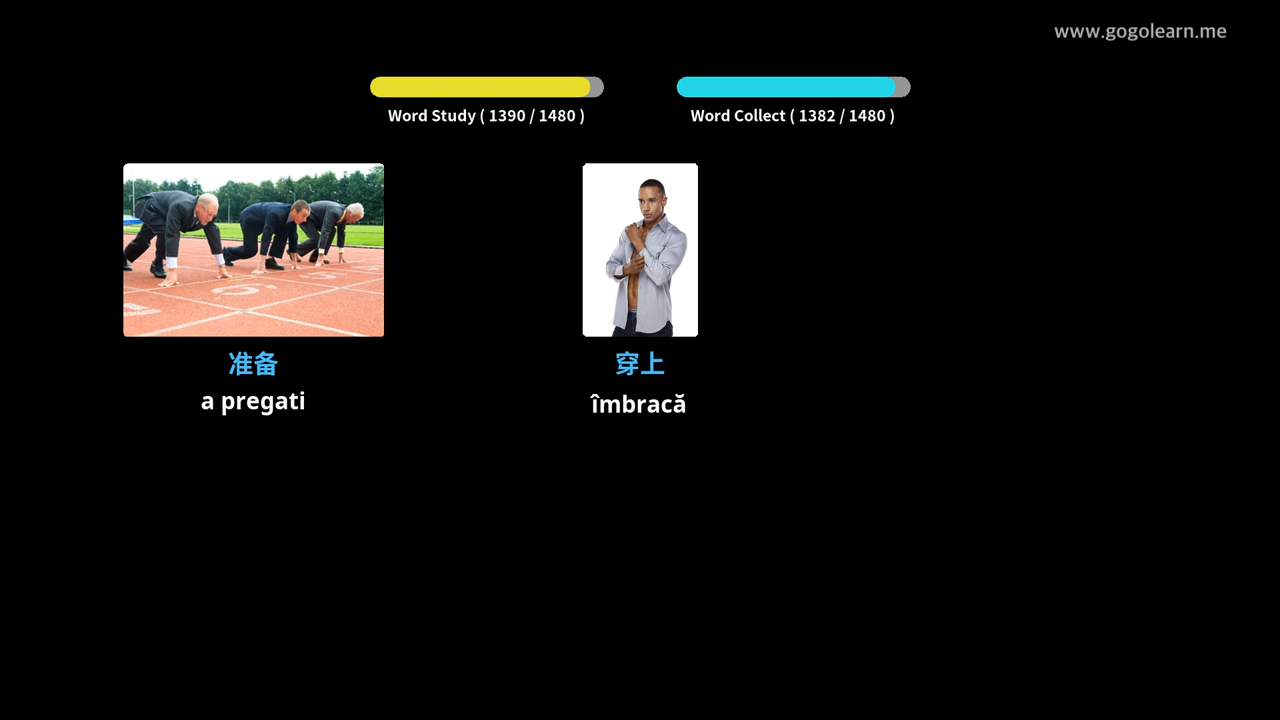 www.gogolearn.me
Word Study ( 1390 / 1480 )
Word Collect ( 1382 / 1480 )
准备
a pregati
穿上
îmbracă